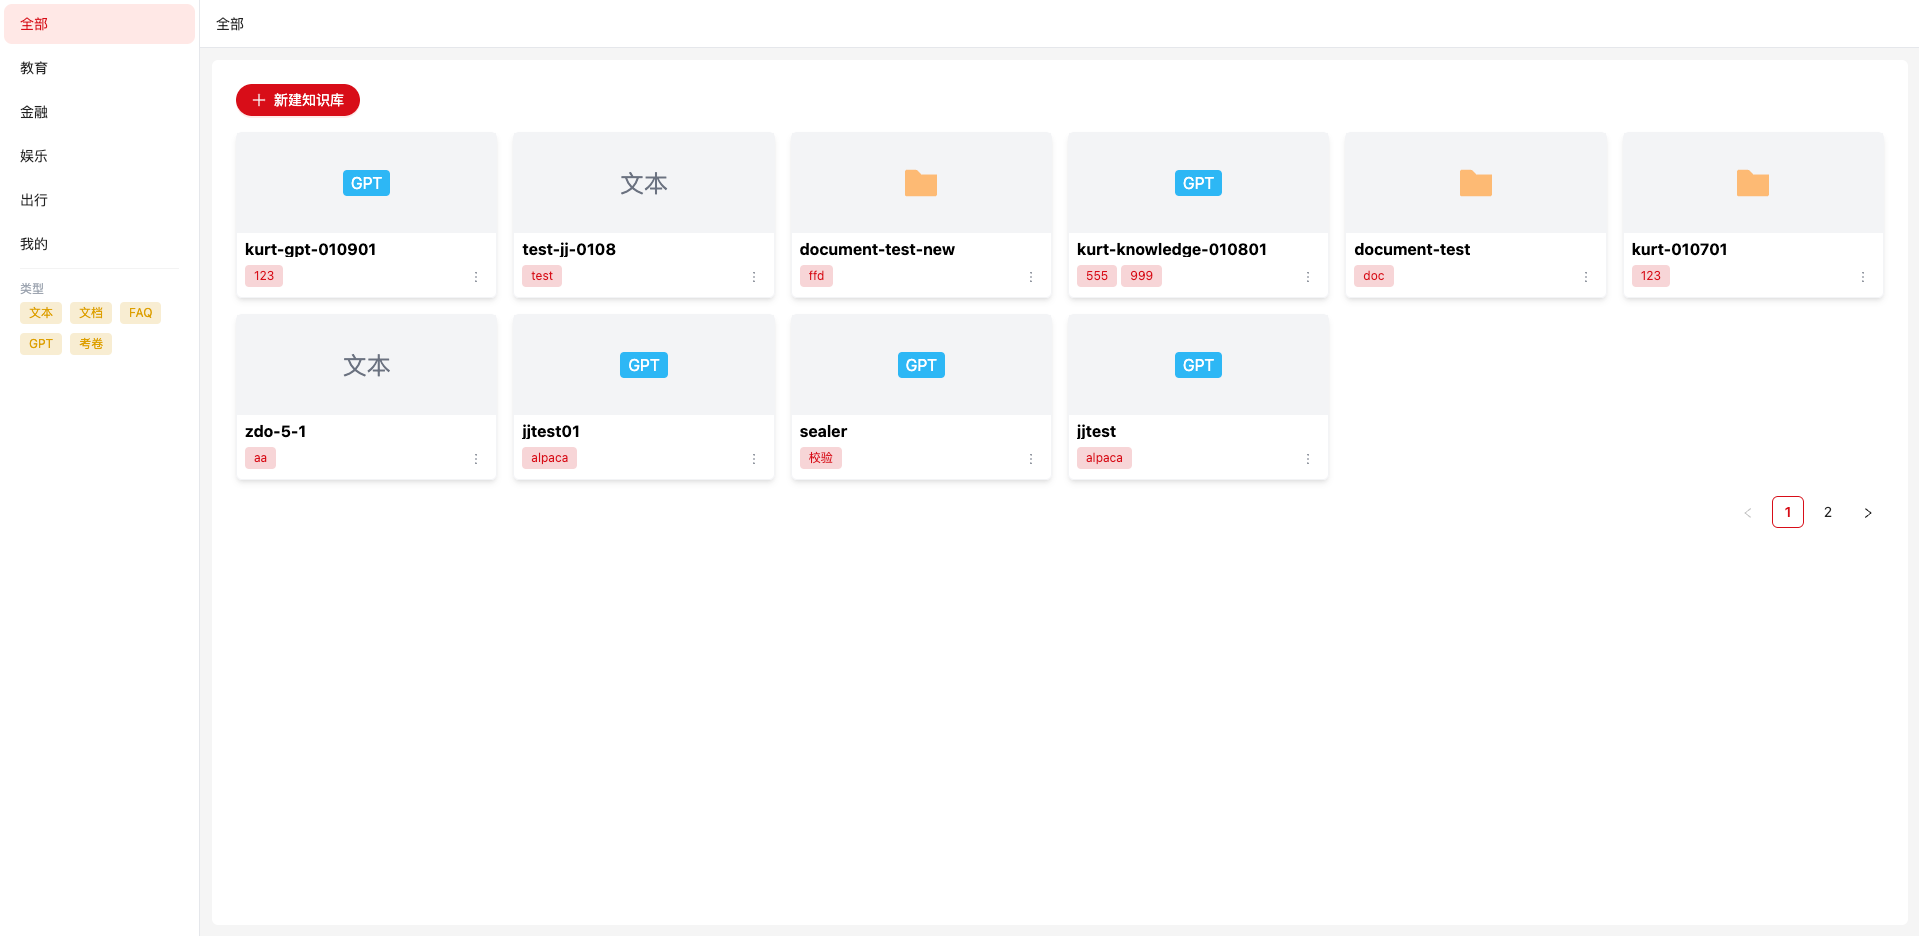 全部
教育
金融
娱乐
出行
我的
类型
文本 文档 FAQ
GPT 考卷
全部
新建知识库
GPT
kurt-gpt-010901
123
文本
test-jj-0108
test
document-test-new
ffd
GPT
kurt-knowledge-010801
555 999
document-test
doc
kurt-010701
123
文本
zdo-5-1
aa
GPT
jjtest01
alpaca
GPT
sealer
校验
GPT
jjtest
alpaca
< 1 2 >